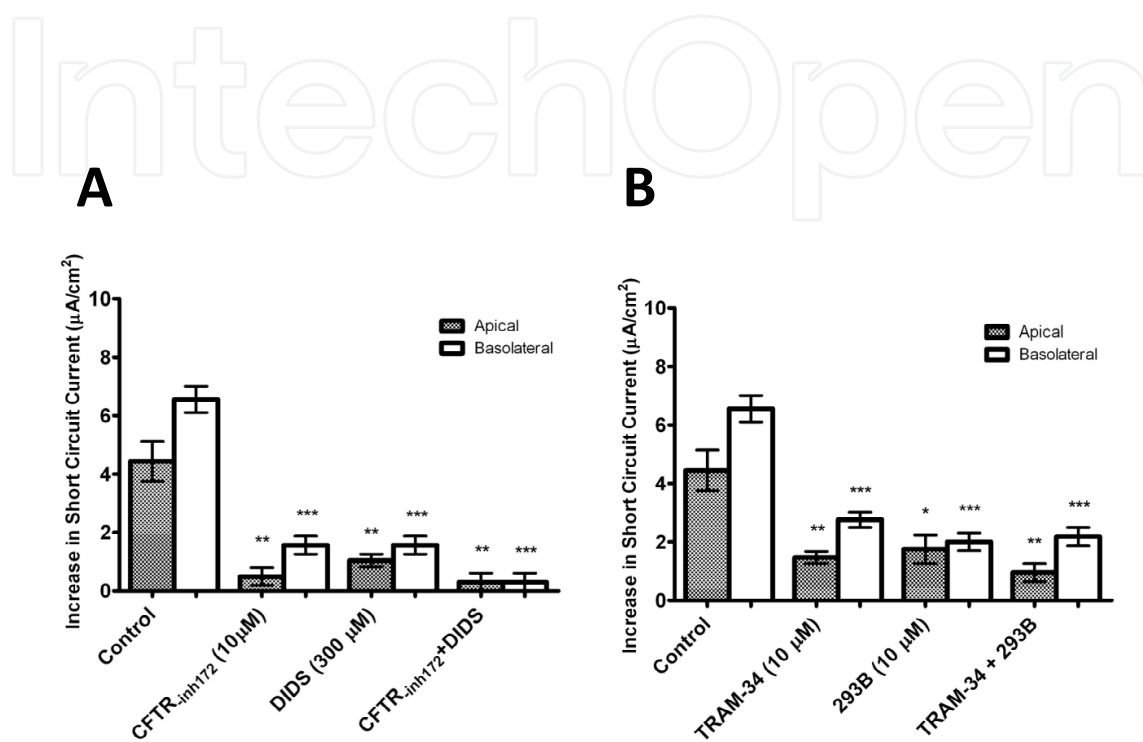 IntechOpen
A
B
Increase in Short Circuit Current (µA/cm²)
10
8
6
4
2
0
Apical
Basolateral
** *** ** *** ** ***
Control
CFTR-inh172 (10µM)
DIDS (300 µM)
CFTR-inh172+DIDS
Increase in Short Circuit Current (µA/cm²)
10
8
6
4
2
0
Apical
Basolateral
** *** * *** ** ***
Control
TRAM-34 (10 µM)
293B (10 µM)
TRAM-34 + 293B